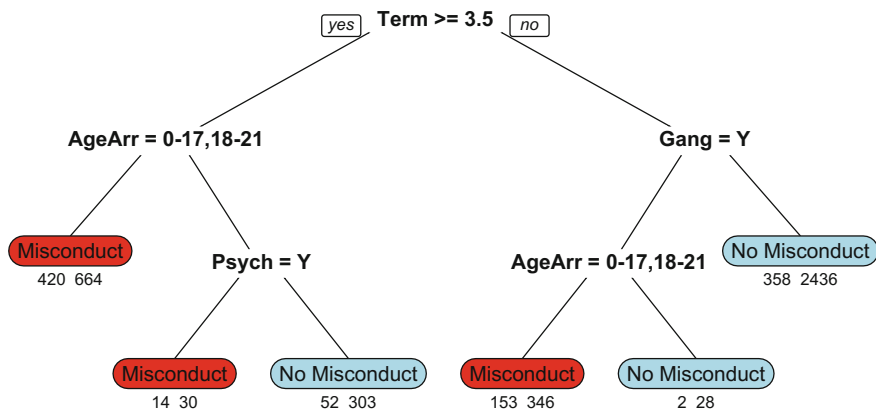 Term >= 3.5
yes
no
AgeArr = 0-17,18-21
Gang = Y
Misconduct
420 664
Psych = Y
AgeArr = 0-17,18-21
No Misconduct
358 2436
Misconduct
14 30
No Misconduct
52 303
Misconduct
153 346
No Misconduct
2 28